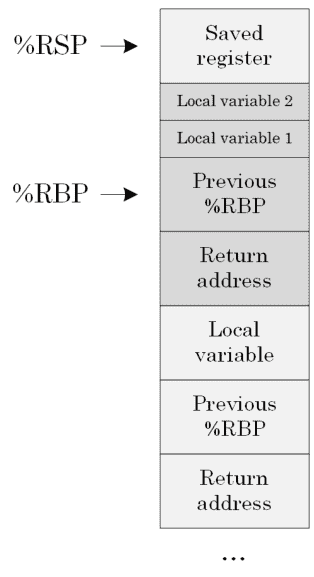 %RSP
Saved
register
Local variable 2
Local variable 1
%RBP
Previous
%RBP
Return
address
Local
variable
Previous
%RBP
Return
address
...